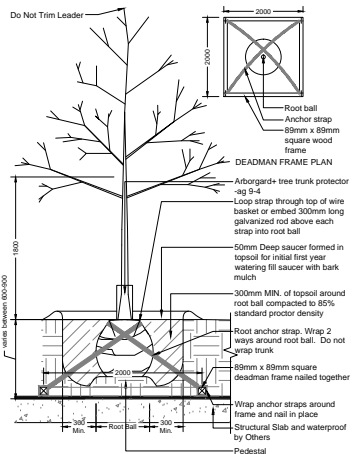 Do Not Trim Leader
2000
2000
Root ball
Anchor strap
89mm x 89mm
square wood
frame
DEADMAN FRAME PLAN
Arborgard+ tree trunk protector
-ag 9-4
Loop strap through top of wire
basket or embed 300mm long
galvanized rod above each
strap into root ball
1800
50mm Deep saucer formed in
topsoil for initial first year
watering fill saucer with bark
mulch
300mm MIN. of topsoil around
root ball compacted to 85%
standard proctor density
varies between 600-900
Root anchor strap. Wrap 2
ways around root ball. Do not
wrap trunk
2000
89mm x 89mm square
deadman frame nailed together
Wrap anchor straps around
frame and nail in place
300
Min.
Root Ball
300
Min.
Structural Slab and waterproof
by Others
Pedestal